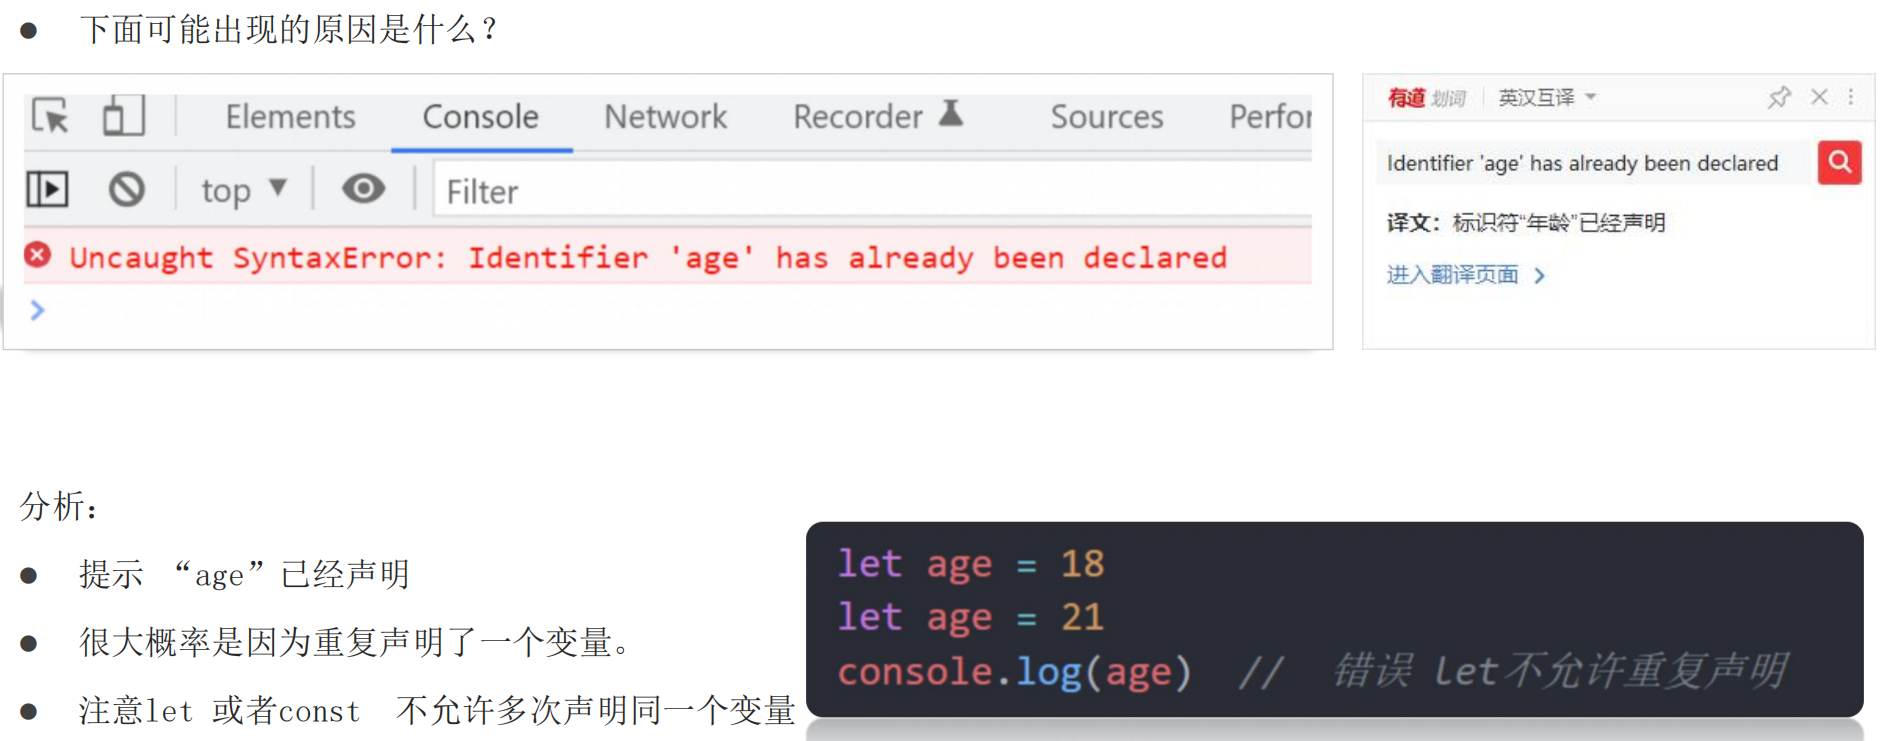 ● 下面可能出现的原因是什么？
Elements Console Network Recorder Sources Perfor
top ▼ Filter
Uncaught SyntaxError: Identifier 'age' has already been declared
有道 划词 英汉互译
Identifier 'age' has already been declared
译文：标识符“年龄”已经声明
进入翻译页面 >
分析：
● 提示 “age”已经声明
● 很大概率是因为重复声明了一个变量。
● 注意let 或者const 不允许多次声明同一个变量
let age = 18
let age = 21
console.log(age) // 错误 let不允许重复声明